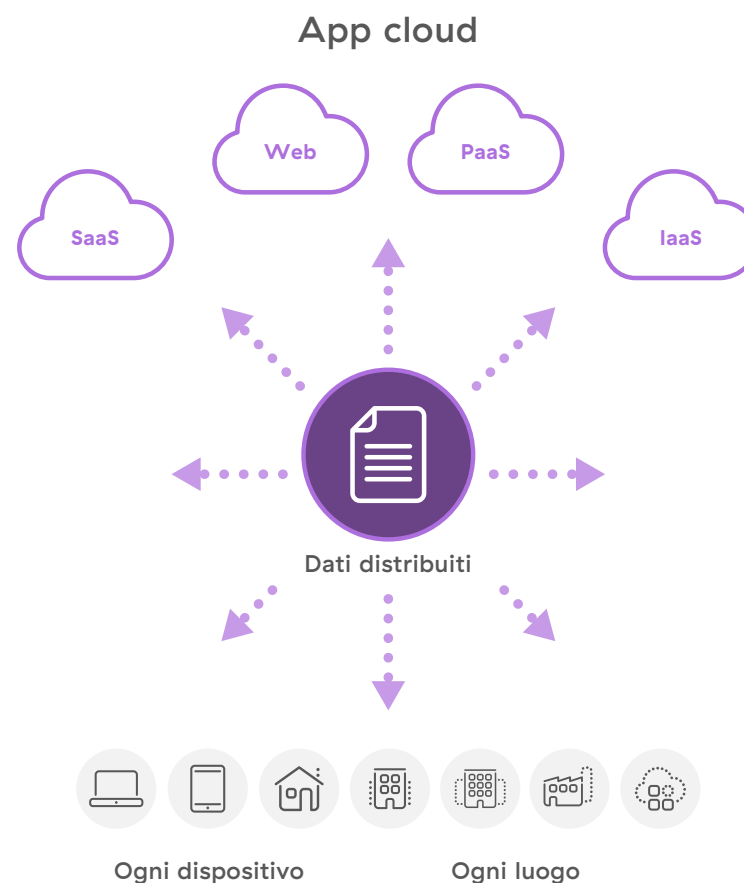 App cloud
Web
PaaS
SaaS
IaaS
Dati distribuiti
Ogni dispositivo
Ogni luogo